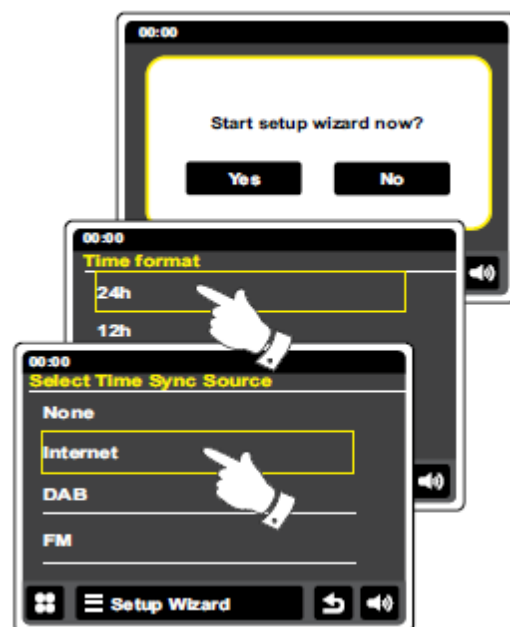 00:00
Start setup wizard now?
Yes No
00:00
Time format
24h
12h
00:00
Select Time Sync Source
None
Internet
DAB
FM
Setup Wizard